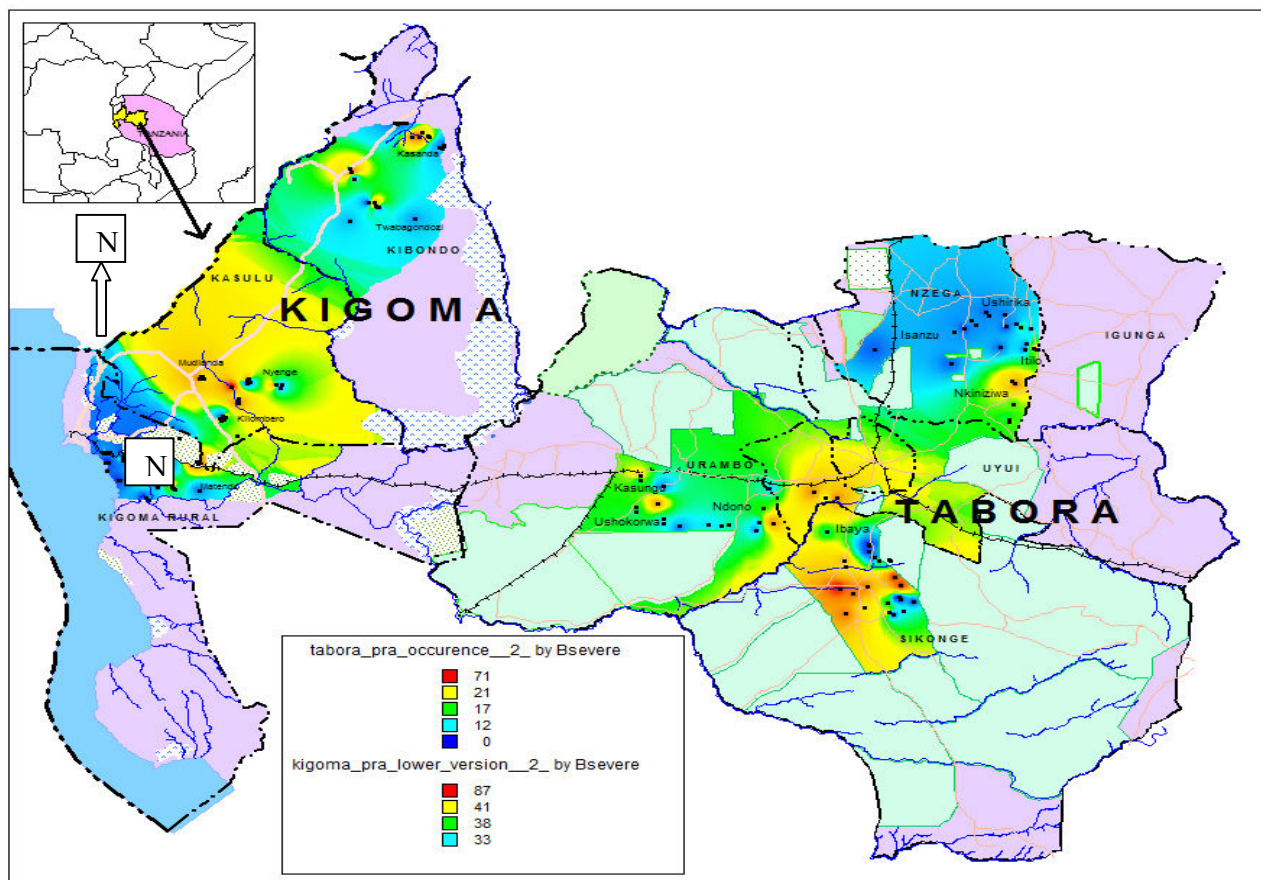 TANZANIA
N
Kasanda
Twabagondozi
KIBONDO
KASULU
KIGOMA
Mudianda
Nyenge
Kilombero
N
Matendo
KIGOMA RURAL
NZEGA
Ushirika
Isanzu
IGUNGA
Itilo
Nkiniziwa
URAMBO
UYUI
Kasungu
Ndono
TABORA
Ushokorwa
Ibaya
SIKONGE
tabora_pra_occurence__2_ by Bsevere
71
21
17
12
0
kigoma_pra_lower_version__2_ by Bsevere
87
41
38
33